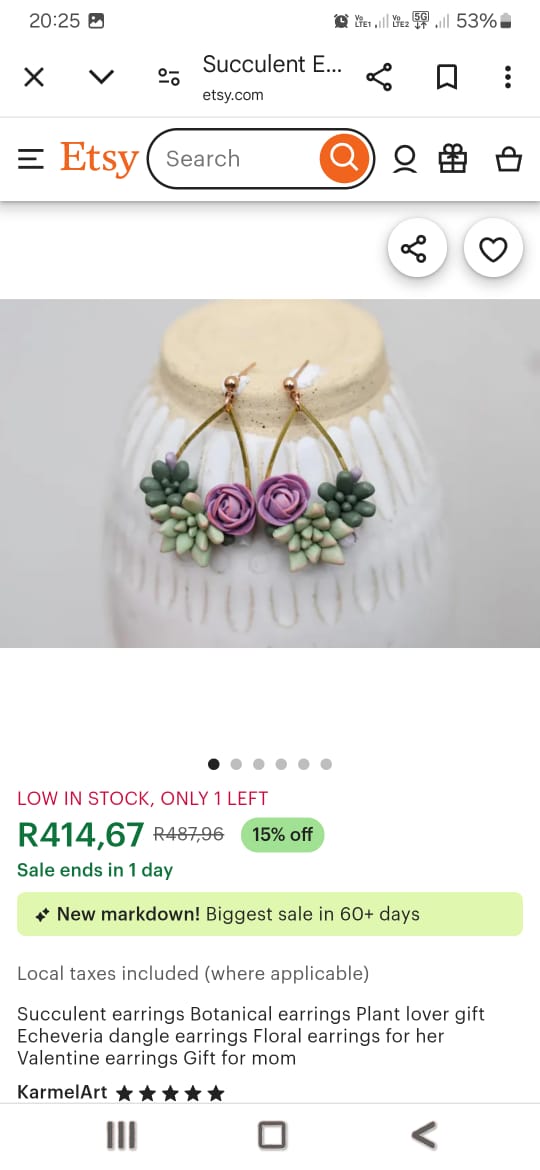 20:25
Vo LTE1 Vo LTE2 5G 53%
Succulent E...
etsy.com
Etsy
Search
LOW IN STOCK, ONLY 1 LEFT
R414,67 R487,96 15% off
Sale ends in 1 day
New markdown! Biggest sale in 60+ days
Local taxes included (where applicable)
Succulent earrings Botanical earrings Plant lover gift
Echeveria dangle earrings Floral earrings for her
Valentine earrings Gift for mom
KarmelArt